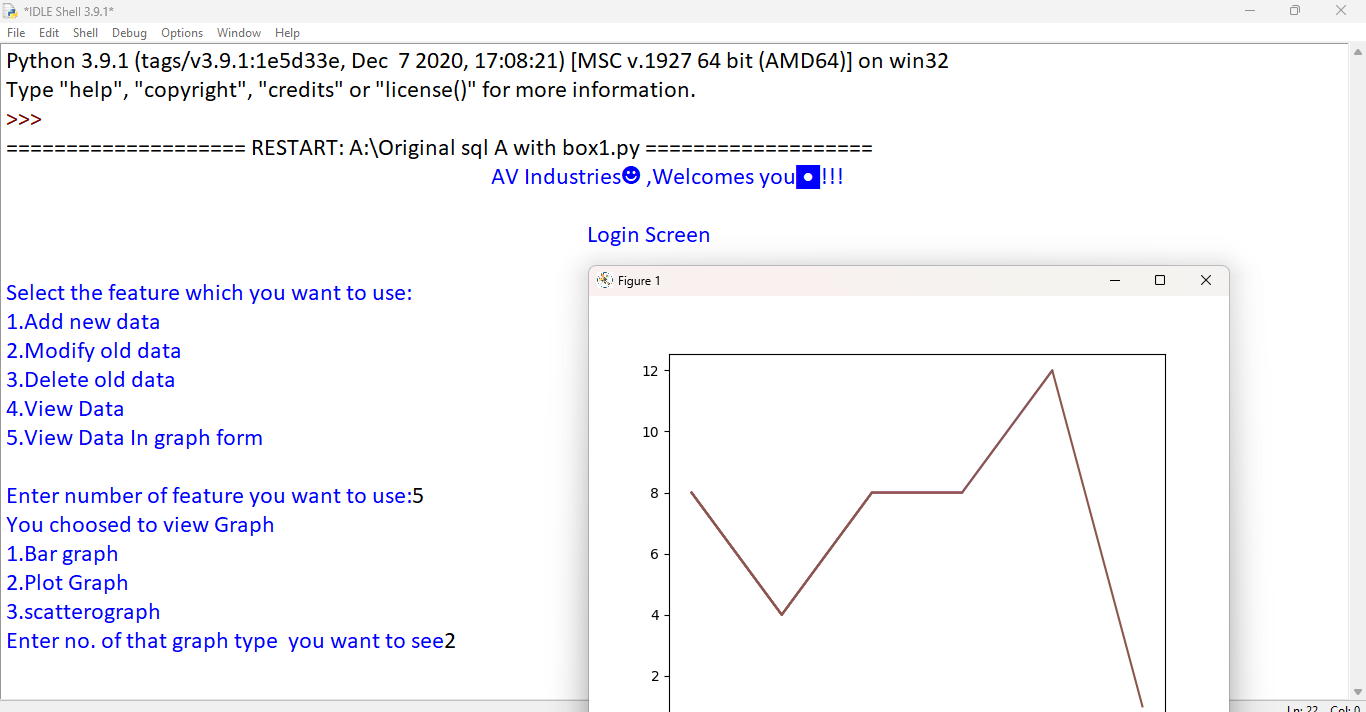 *IDLE Shell 3.9.1*
File Edit Shell Debug Options Window Help
Python 3.9.1 (tags/v3.9.1:1e5d33e, Dec  7 2020, 17:08:21) [MSC v.1927 64 bit (AMD64)] on win32
Type "help", "copyright", "credits" or "license()" for more information.
>>>
==================== RESTART: A:\Original sql A with box1.py ===================
AV Industries☻ ,Welcomes you◘!!!
Login Screen
Select the feature which you want to use:
1.Add new data
2.Modify old data
3.Delete old data
4.View Data
5.View Data In graph form
Enter number of feature you want to use:5
You choosed to view Graph
1.Bar graph
2.Plot Graph
3.scatterograph
Enter no. of that graph type  you want to see2
Figure 1
12
10
8
6
4
2
Ln: 22 Col: 0